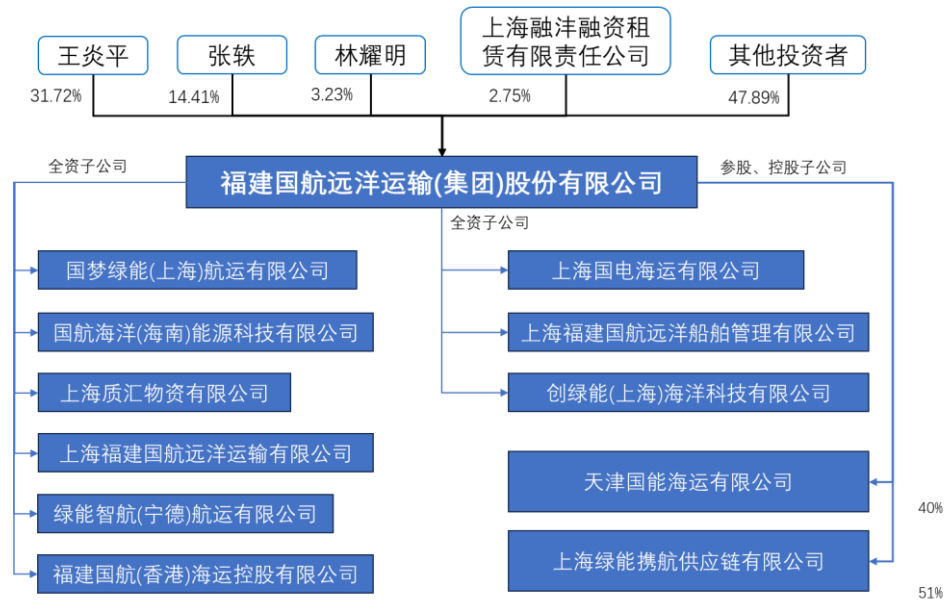 王炎平
张轶
林耀明
上海融沣融资租
赁有限责任公司
其他投资者
31.72%
14.41%
3.23%
2.75%
47.89%
全资子公司
福建国航远洋运输(集团)股份有限公司
参股、控股子公司
全资子公司
国梦绿能(上海)航运有限公司
上海国电海运有限公司
国航海洋(海南)能源科技有限公司
上海福建国航远洋船舶管理有限公司
上海质汇物资有限公司
创绿能(上海)海洋科技有限公司
上海福建国航远洋运输有限公司
天津国能海运有限公司
40%
绿能智航(宁德)航运有限公司
上海绿能携航供应链有限公司
福建国航(香港)海运控股有限公司
51%